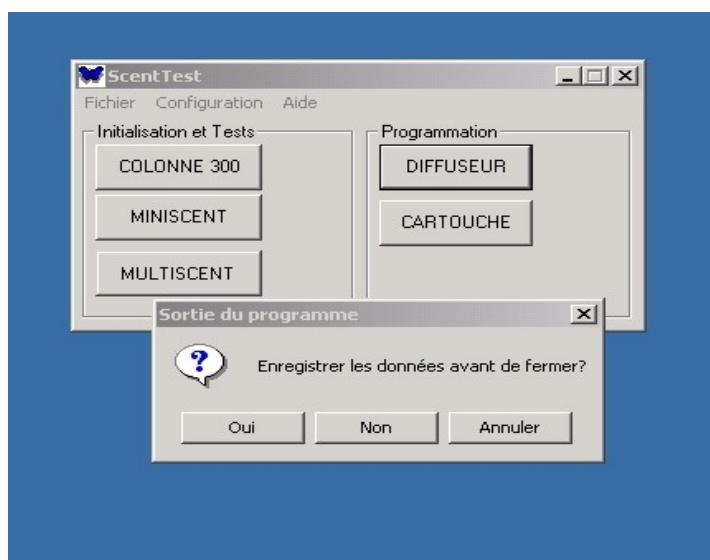 ScentTest
Fichier Configuration Aide
Initialisation et Tests
COLONNE 300
MINISCENT
MULTISCENT
Programmation
DIFFUSEUR
CARTOUCHE
Sortie du programme
Enregistrer les données avant de fermer?
Oui Non Annuler